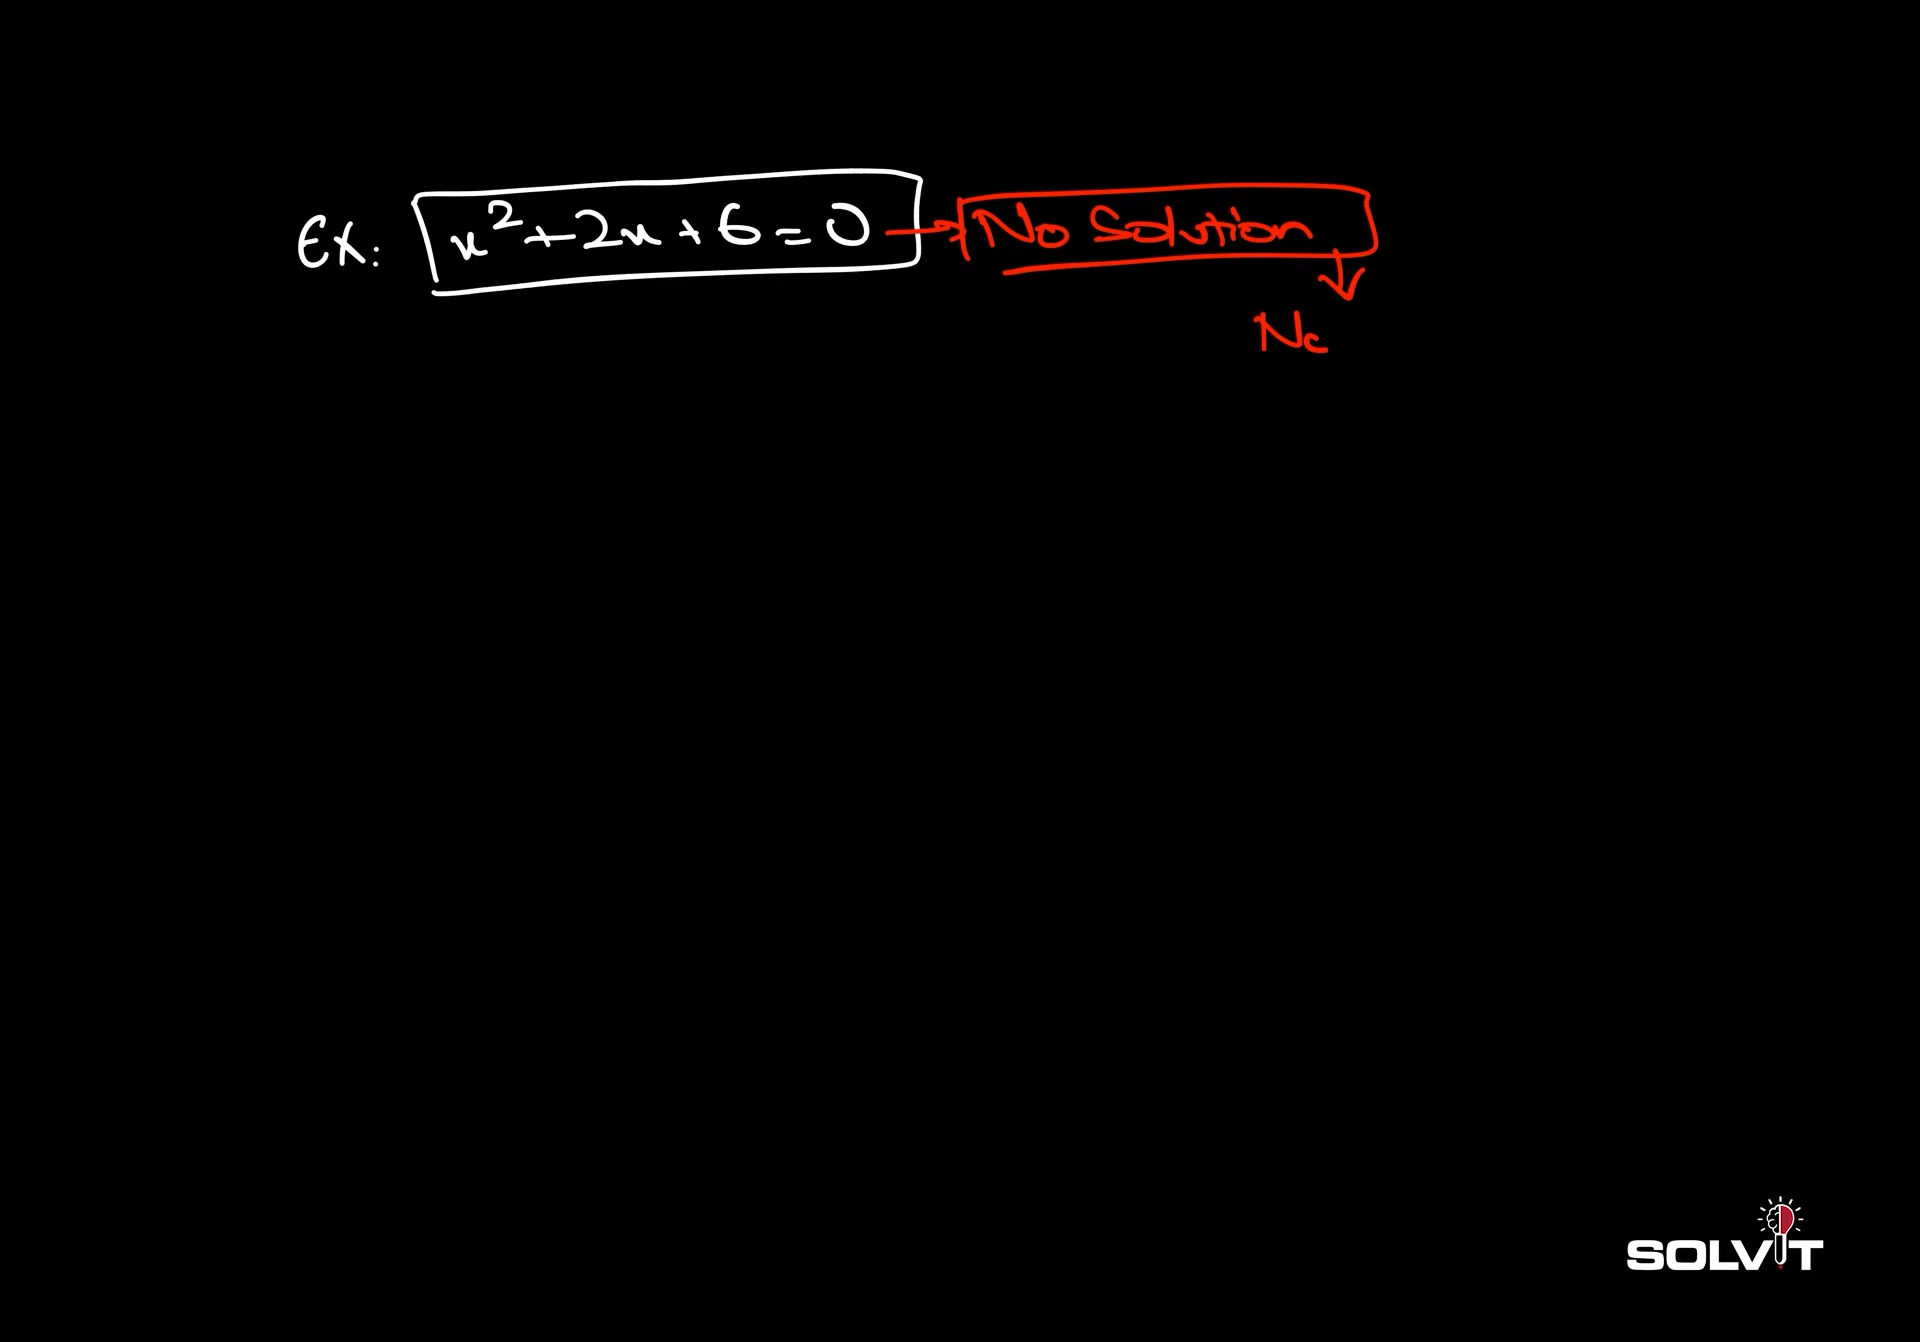 EX: x²+2x+6=0 → No Solution
Nc
SOLVIT